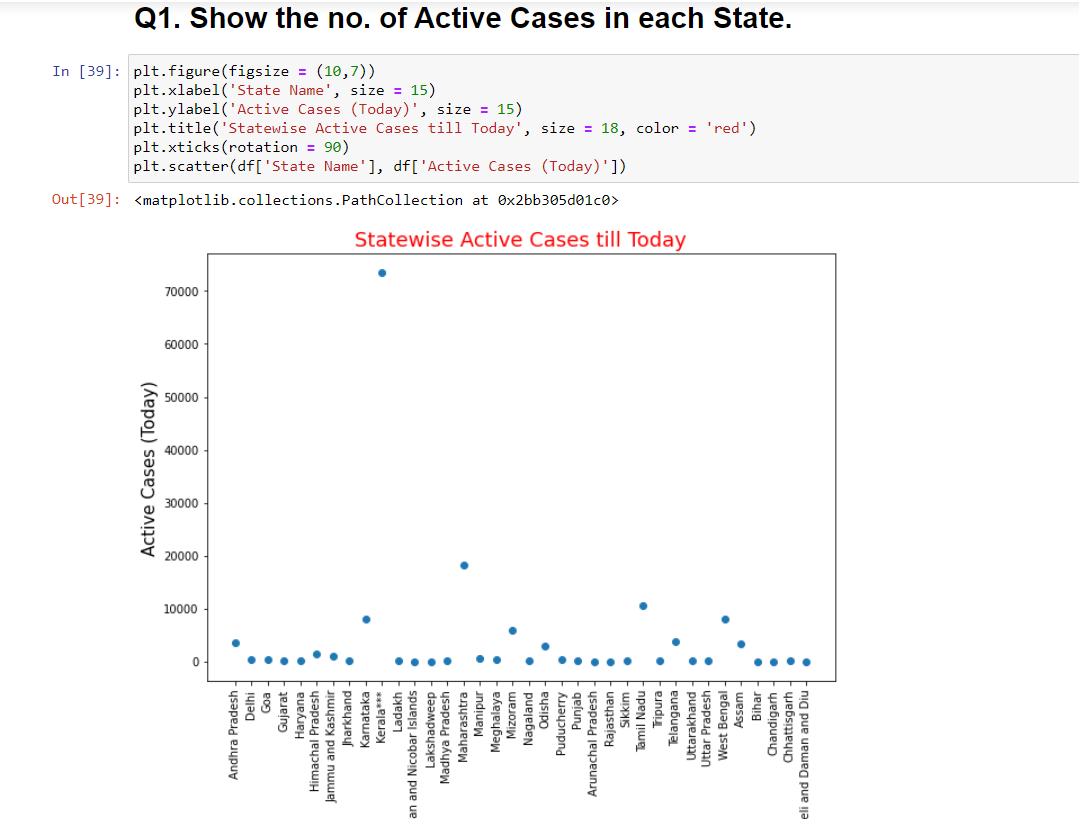 Q1. Show the no. of Active Cases in each State.
In [39]: plt.figure(figsize = (10,7))
plt.xlabel('State Name', size = 15)
plt.ylabel('Active Cases (Today)', size = 15)
plt.title('Statewise Active Cases till Today', size = 18, color = 'red')
plt.xticks(rotation = 90)
plt.scatter(df['State Name'], df['Active Cases (Today)'])
Out[39]: <matplotlib.collections.PathCollection at 0x2bb305d01c0>
Statewise Active Cases till Today
Active Cases (Today)
70000
60000
50000
40000
30000
20000
10000
0
Andhra Pradesh
Delhi
Goa
Gujarat
Haryana
Himachal Pradesh
Jammu and Kashmir
Jharkhand
Karnataka
Kerala***
Ladakh
an and Nicobar Islands
Lakshadweep
Madhya Pradesh
Maharashtra
Manipur
Meghalaya
Mizoram
Nagaland
Odisha
Puducherry
Punjab
Arunachal Pradesh
Rajasthan
Sikkim
Tamil Nadu
Tripura
Telangana
Uttarakhand
Uttar Pradesh
West Bengal
Assam
Bihar
Chandigarh
Chhattisgarh
eli and Daman and Diu